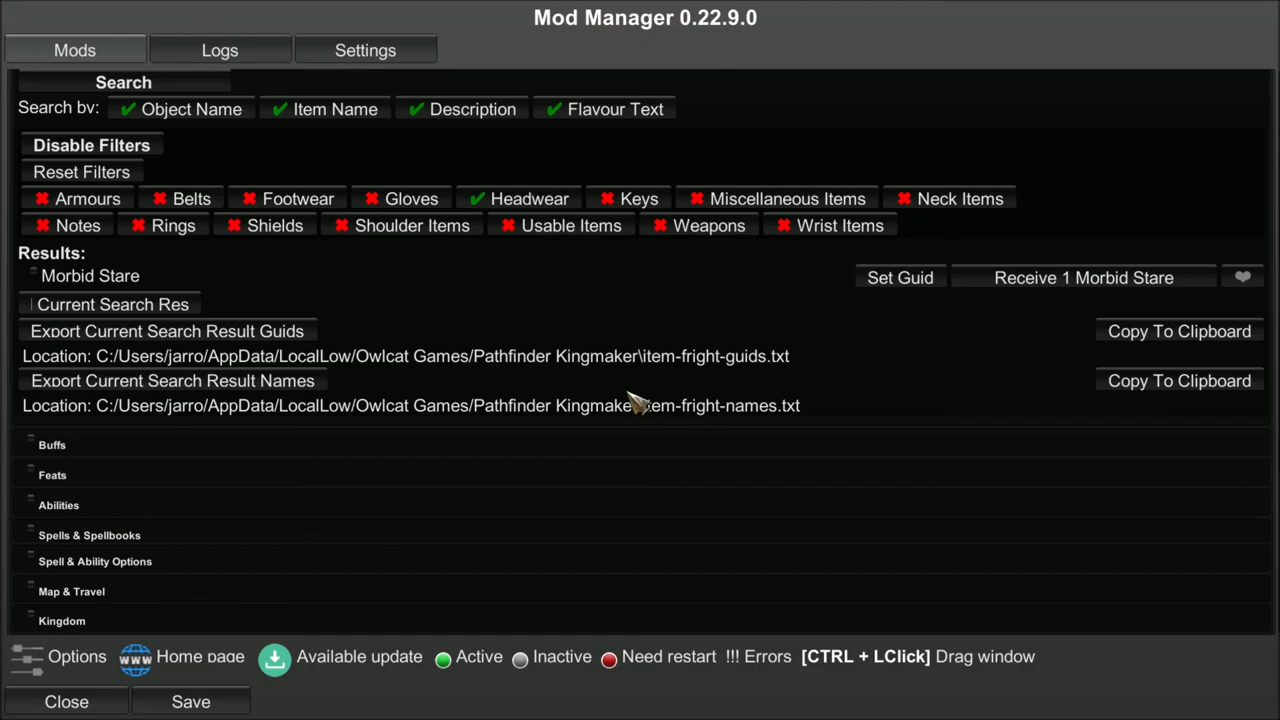 Mod Manager 0.22.9.0
Mods Logs Settings
Search
Search by: Object Name Item Name Description Flavour Text
Disable Filters
Reset Filters
Armours Belts Footwear Gloves Headwear Keys Miscellaneous Items Neck Items
Notes Rings Shields Shoulder Items Usable Items Weapons Wrist Items
Results:
Morbid Stare Set Guid Receive 1 Morbid Stare
Current Search Res
Export Current Search Result Guids Copy To Clipboard
Location: C:/Users/jarro/AppData/LocalLow/Owlcat Games/Pathfinder Kingmaker\item-fright-guids.txt
Export Current Search Result Names Copy To Clipboard
Location: C:/Users/jarro/AppData/LocalLow/Owlcat Games/Pathfinder Kingmaker\item-fright-names.txt
Buffs
Feats
Abilities
Spells & Spellbooks
Spell & Ability Options
Map & Travel
Kingdom
Options www Home page Available update Active Inactive Need restart !!! Errors [CTRL + LClick] Drag window
Close Save